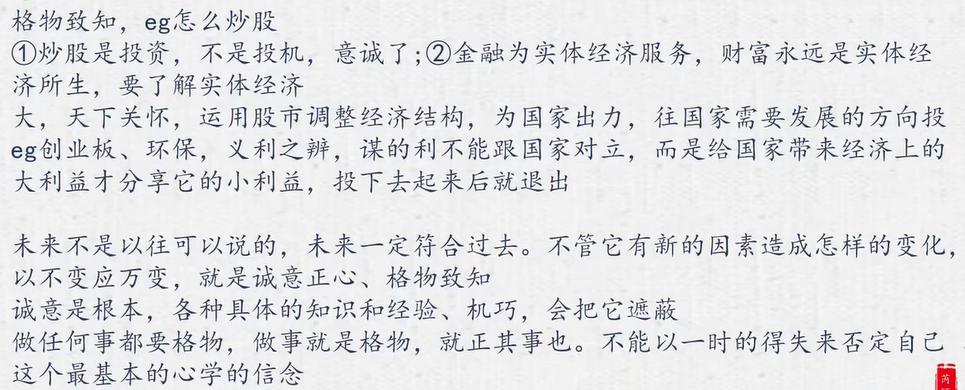 格物致知，eg怎么炒股
①炒股是投资，不是投机，意诚了;②金融为实体经济服务，财富永远是实体经
济所生，要了解实体经济
大，天下关怀，运用股市调整经济结构，为国家出力，往国家需要发展的方向投
eg创业板、环保，义利之辨，谋的利不能跟国家对立，而是给国家带来经济上的
大利益才分享它的小利益，投下去起来后就退出
未来不是以往可以说的，未来一定符合过去。不管它有新的因素造成怎样的变化，
以不变应万变，就是诚意正心、格物致知
诚意是根本，各种具体的知识和经验、机巧，会把它遮蔽
做任何事都要格物，做事就是格物，就正其事也。不能以一时的得失来否定自己
这个最基本的心学的信念
芮